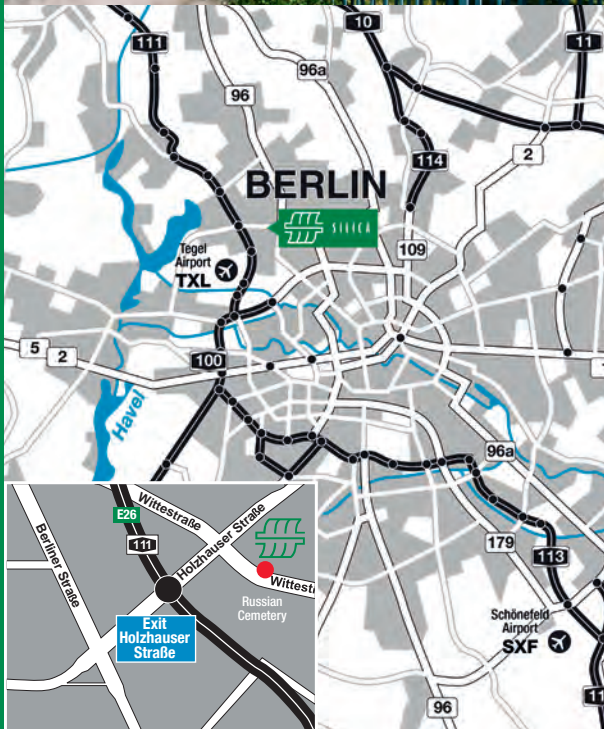 10
111
11
96a
96
2
114
BERLIN
SILICA
109
Tegel
Airport
TXL
5
2
100
Havel
96a
E26
111
Wittestraße
Holzhauser Straße
Berliner Straße
179
113
Russian
Cemetery
Exit
Holzhauser
Straße
Schönefeld
Airport
SXF
96